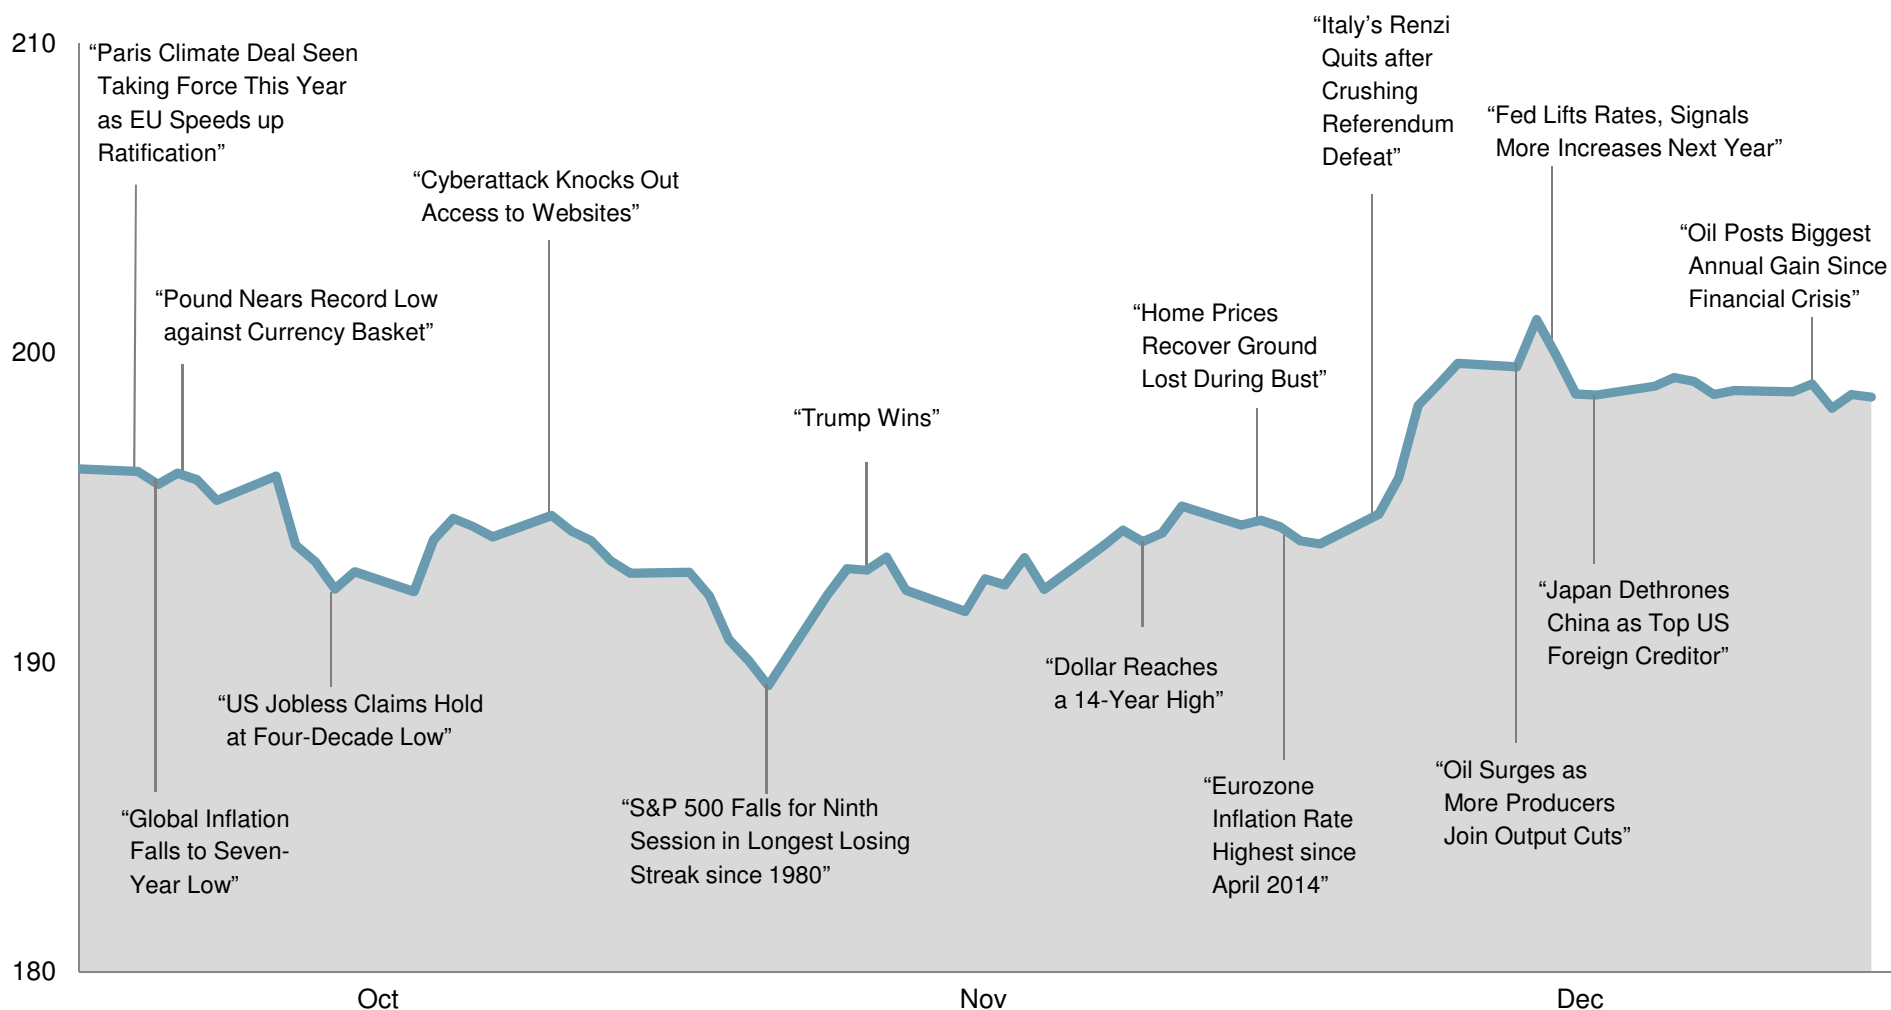 210
“Paris Climate Deal Seen
Taking Force This Year
as EU Speeds up
Ratification”
“Cyberattack Knocks Out
Access to Websites”
“Italy’s Renzi
Quits after
Crushing
Referendum
Defeat”
“Fed Lifts Rates, Signals
More Increases Next Year”
“Oil Posts Biggest
Annual Gain Since
Financial Crisis”
“Pound Nears Record Low
against Currency Basket”
“Home Prices
Recover Ground
Lost During Bust”
200
“Trump Wins”
190
“US Jobless Claims Hold
at Four-Decade Low”
“Dollar Reaches
a 14-Year High”
“Japan Dethrones
China as Top US
Foreign Creditor”
“Global Inflation
Falls to Seven-
Year Low”
“S&P 500 Falls for Ninth
Session in Longest Losing
Streak since 1980”
“Eurozone
Inflation Rate
Highest since
April 2014”
“Oil Surges as
More Producers
Join Output Cuts”
180
Oct
Nov
Dec